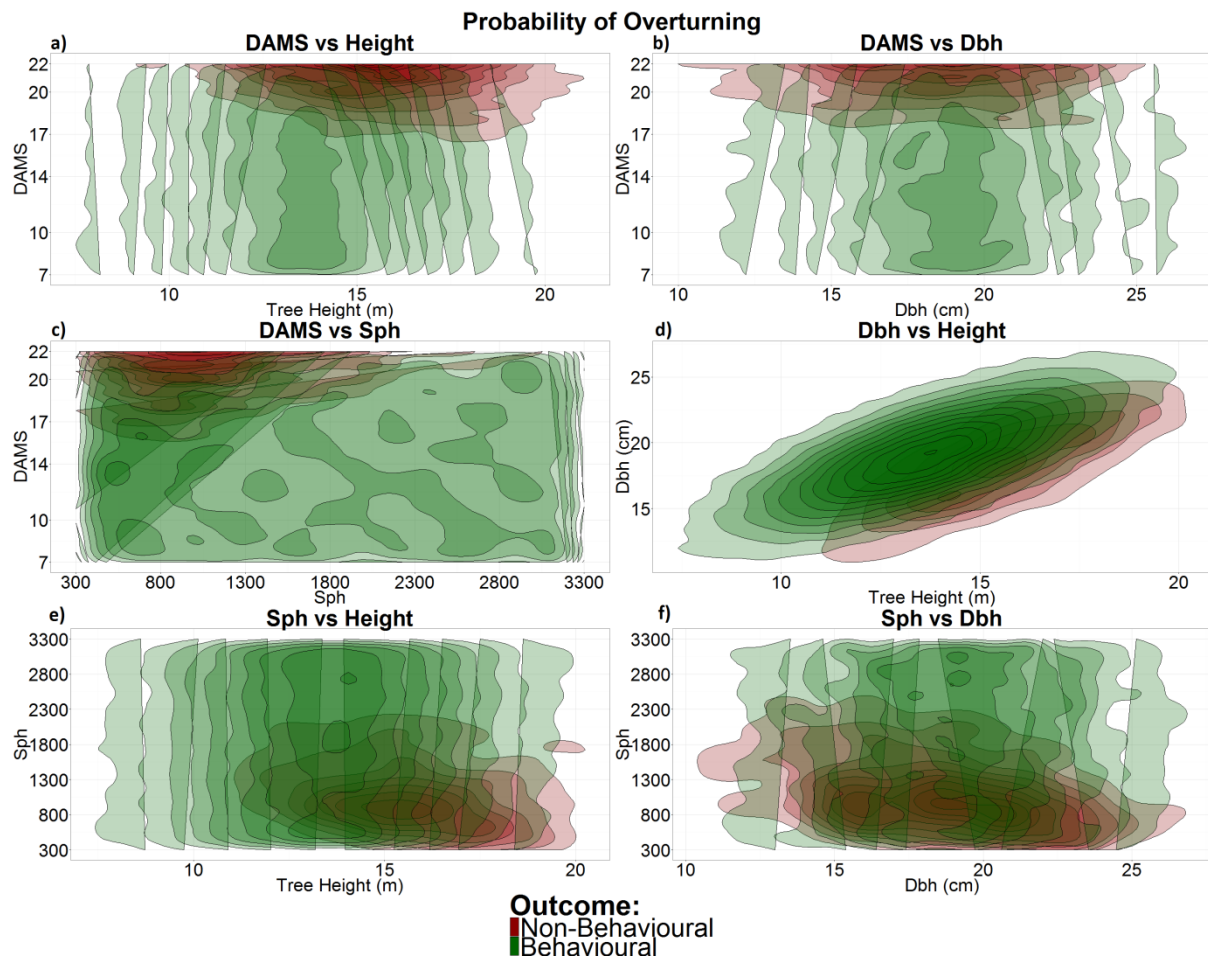 Probability of Overturning
a) DAMS vs Height
22
20
17
14
10
7
DAMS
10 15 20
Tree Height (m)
b) DAMS vs Dbh
22
20
17
14
10
7
DAMS
10 15 20 25
Dbh (cm)
c) DAMS vs Sph
22
20
17
14
10
7
DAMS
300 800 1300 1800 2300 2800 3300
Sph
d) Dbh vs Height
25
20
15
Dbh (cm)
10 15 20
Tree Height (m)
e) Sph vs Height
3300
2800
2300
1800
1300
800
300
Sph
10 15 20
Tree Height (m)
f) Sph vs Dbh
3300
2800
2300
1800
1300
800
300
Sph
10 15 20 25
Dbh (cm)
Outcome:
Non-Behavioural
Behavioural